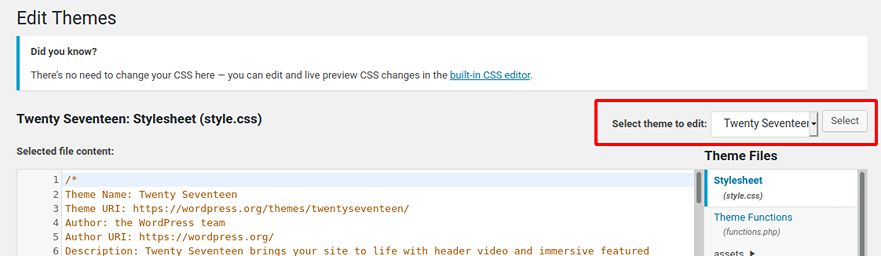 Edit Themes
Did you know?
There's no need to change your CSS here — you can edit and live preview CSS changes in the built-in CSS editor.
Twenty Seventeen: Stylesheet (style.css)
Select theme to edit: Twenty Seventeen Select
Selected file content:
Theme Files
1 /*
2 Theme Name: Twenty Seventeen
3 Theme URI: https://wordpress.org/themes/twentyseventeen/
4 Author: the WordPress team
5 Author URI: https://wordpress.org/
6 Description: Twenty Seventeen brings your site to life with header video and immersive featured
Stylesheet
(style.css)
Theme Functions
(functions.php)
assets